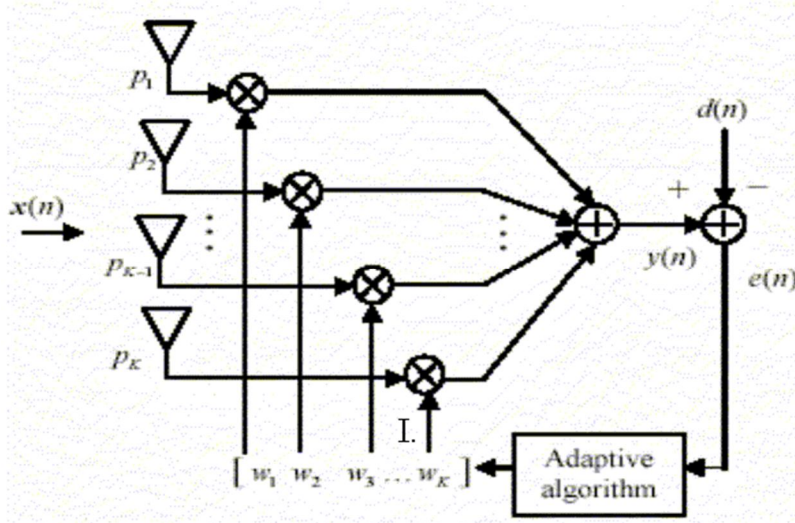 p1
d(n)
p2
+ −
x(n)
⋮ ⋮
pK−1
y(n)
e(n)
pK
I.
[ w1 w2 w3 ... wK ]
Adaptive
algorithm